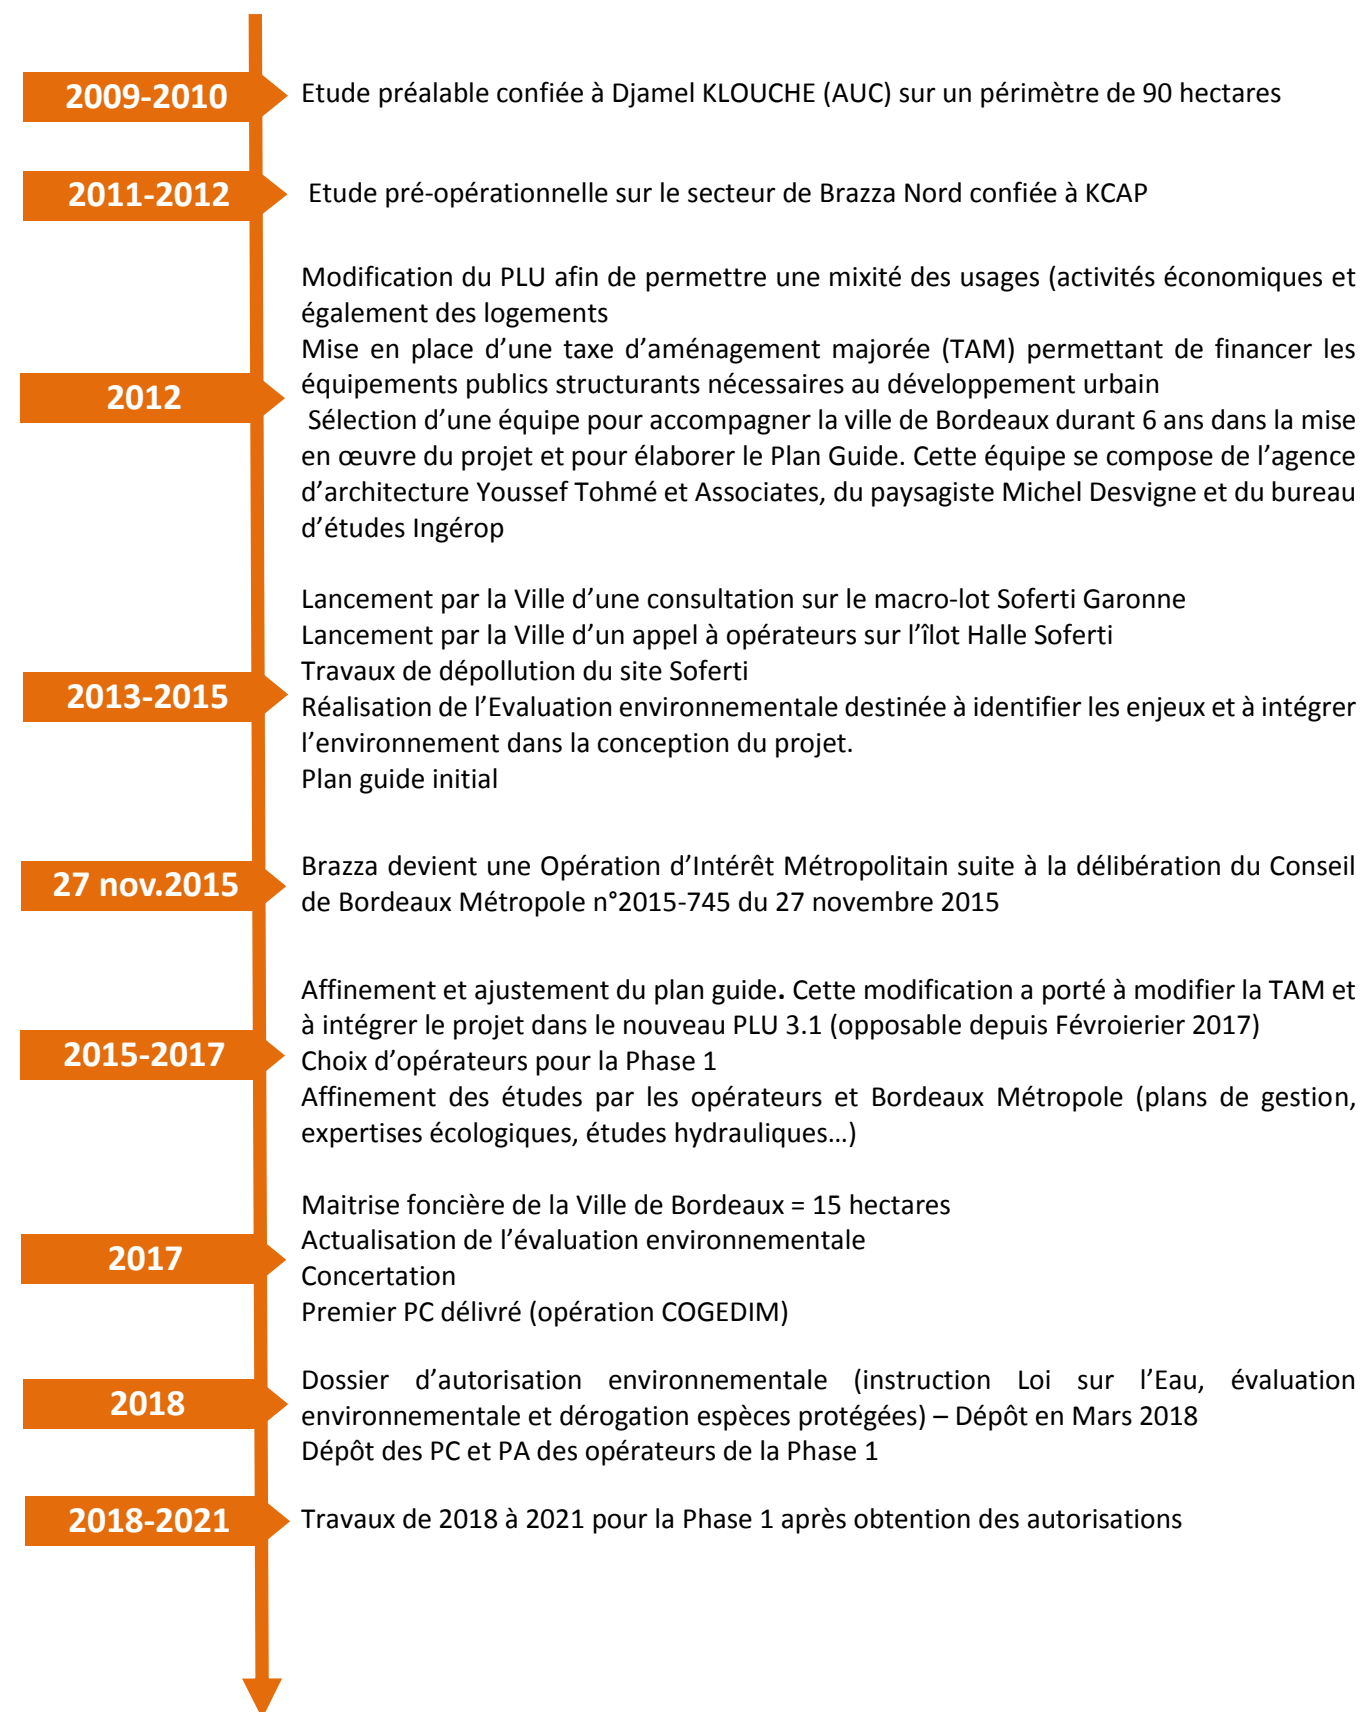 2009-2010
Etude préalable confiée à Djamel KLOUCHE (AUC) sur un périmètre de 90 hectares
2011-2012
Etude pré-opérationnelle sur le secteur de Brazza Nord confiée à KCAP
2012
Modification du PLU afin de permettre une mixité des usages (activités économiques et
également des logements
Mise en place d’une taxe d’aménagement majorée (TAM) permettant de financer les
équipements publics structurants nécessaires au développement urbain
Sélection d’une équipe pour accompagner la ville de Bordeaux durant 6 ans dans la mise
en œuvre du projet et pour élaborer le Plan Guide. Cette équipe se compose de l’agence
d’architecture Youssef Tohmé et Associates, du paysagiste Michel Desvigne et du bureau
d’études Ingérop
2013-2015
Lancement par la Ville d’une consultation sur le macro-lot Soferti Garonne
Lancement par la Ville d’un appel à opérateurs sur l’îlot Halle Soferti
Travaux de dépollution du site Soferti
Réalisation de l’Evaluation environnementale destinée à identifier les enjeux et à intégrer
l’environnement dans la conception du projet.
Plan guide initial
27 nov.2015
Brazza devient une Opération d’Intérêt Métropolitain suite à la délibération du Conseil
de Bordeaux Métropole n°2015-745 du 27 novembre 2015
2015-2017
Affinement et ajustement du plan guide. Cette modification a porté à modifier la TAM et
à intégrer le projet dans le nouveau PLU 3.1 (opposable depuis Févroierier 2017)
Choix d’opérateurs pour la Phase 1
Affinement des études par les opérateurs et Bordeaux Métropole (plans de gestion,
expertises écologiques, études hydrauliques…)
2017
Maitrise foncière de la Ville de Bordeaux = 15 hectares
Actualisation de l’évaluation environnementale
Concertation
Premier PC délivré (opération COGEDIM)
2018
Dossier d’autorisation environnementale (instruction Loi sur l’Eau, évaluation
environnementale et dérogation espèces protégées) – Dépôt en Mars 2018
Dépôt des PC et PA des opérateurs de la Phase 1
2018-2021
Travaux de 2018 à 2021 pour la Phase 1 après obtention des autorisations